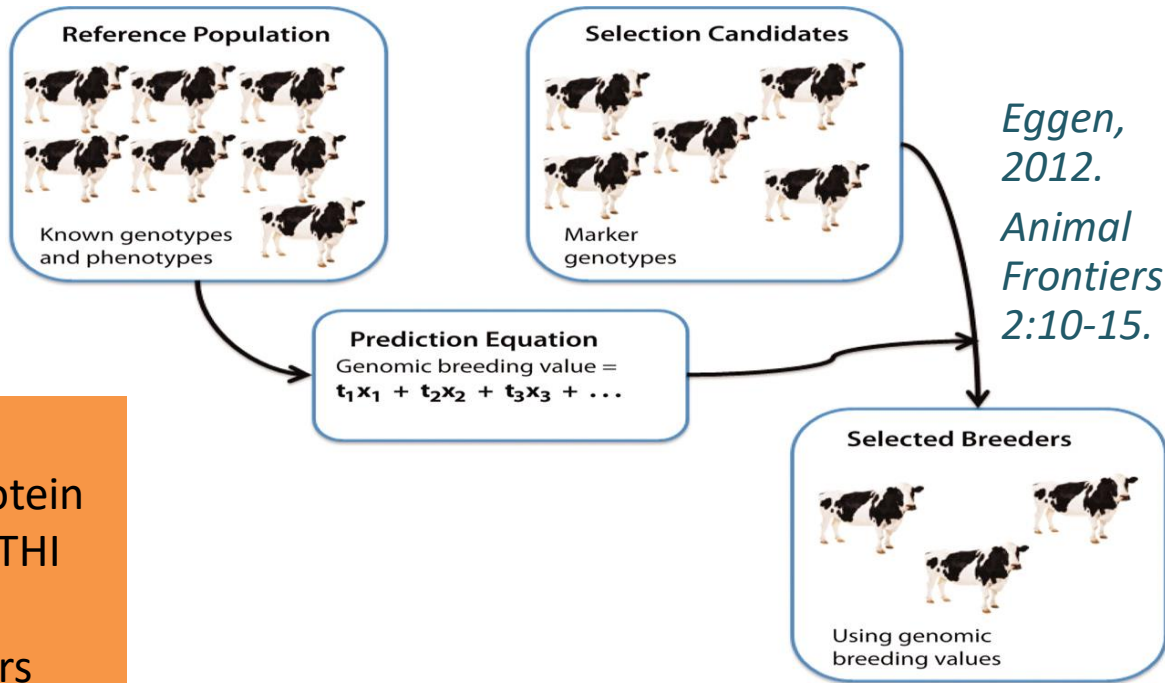 Reference Population
Known genotypes
and phenotypes
Selection Candidates
Marker
genotypes
Eggen,
2012.
Animal
Frontiers
2:10-15.
Prediction Equation
Genomic breeding value =
t₁x₁ + t₂x₂ + t₃x₃ + ...
Selected Breeders
Using genomic
breeding values
THI